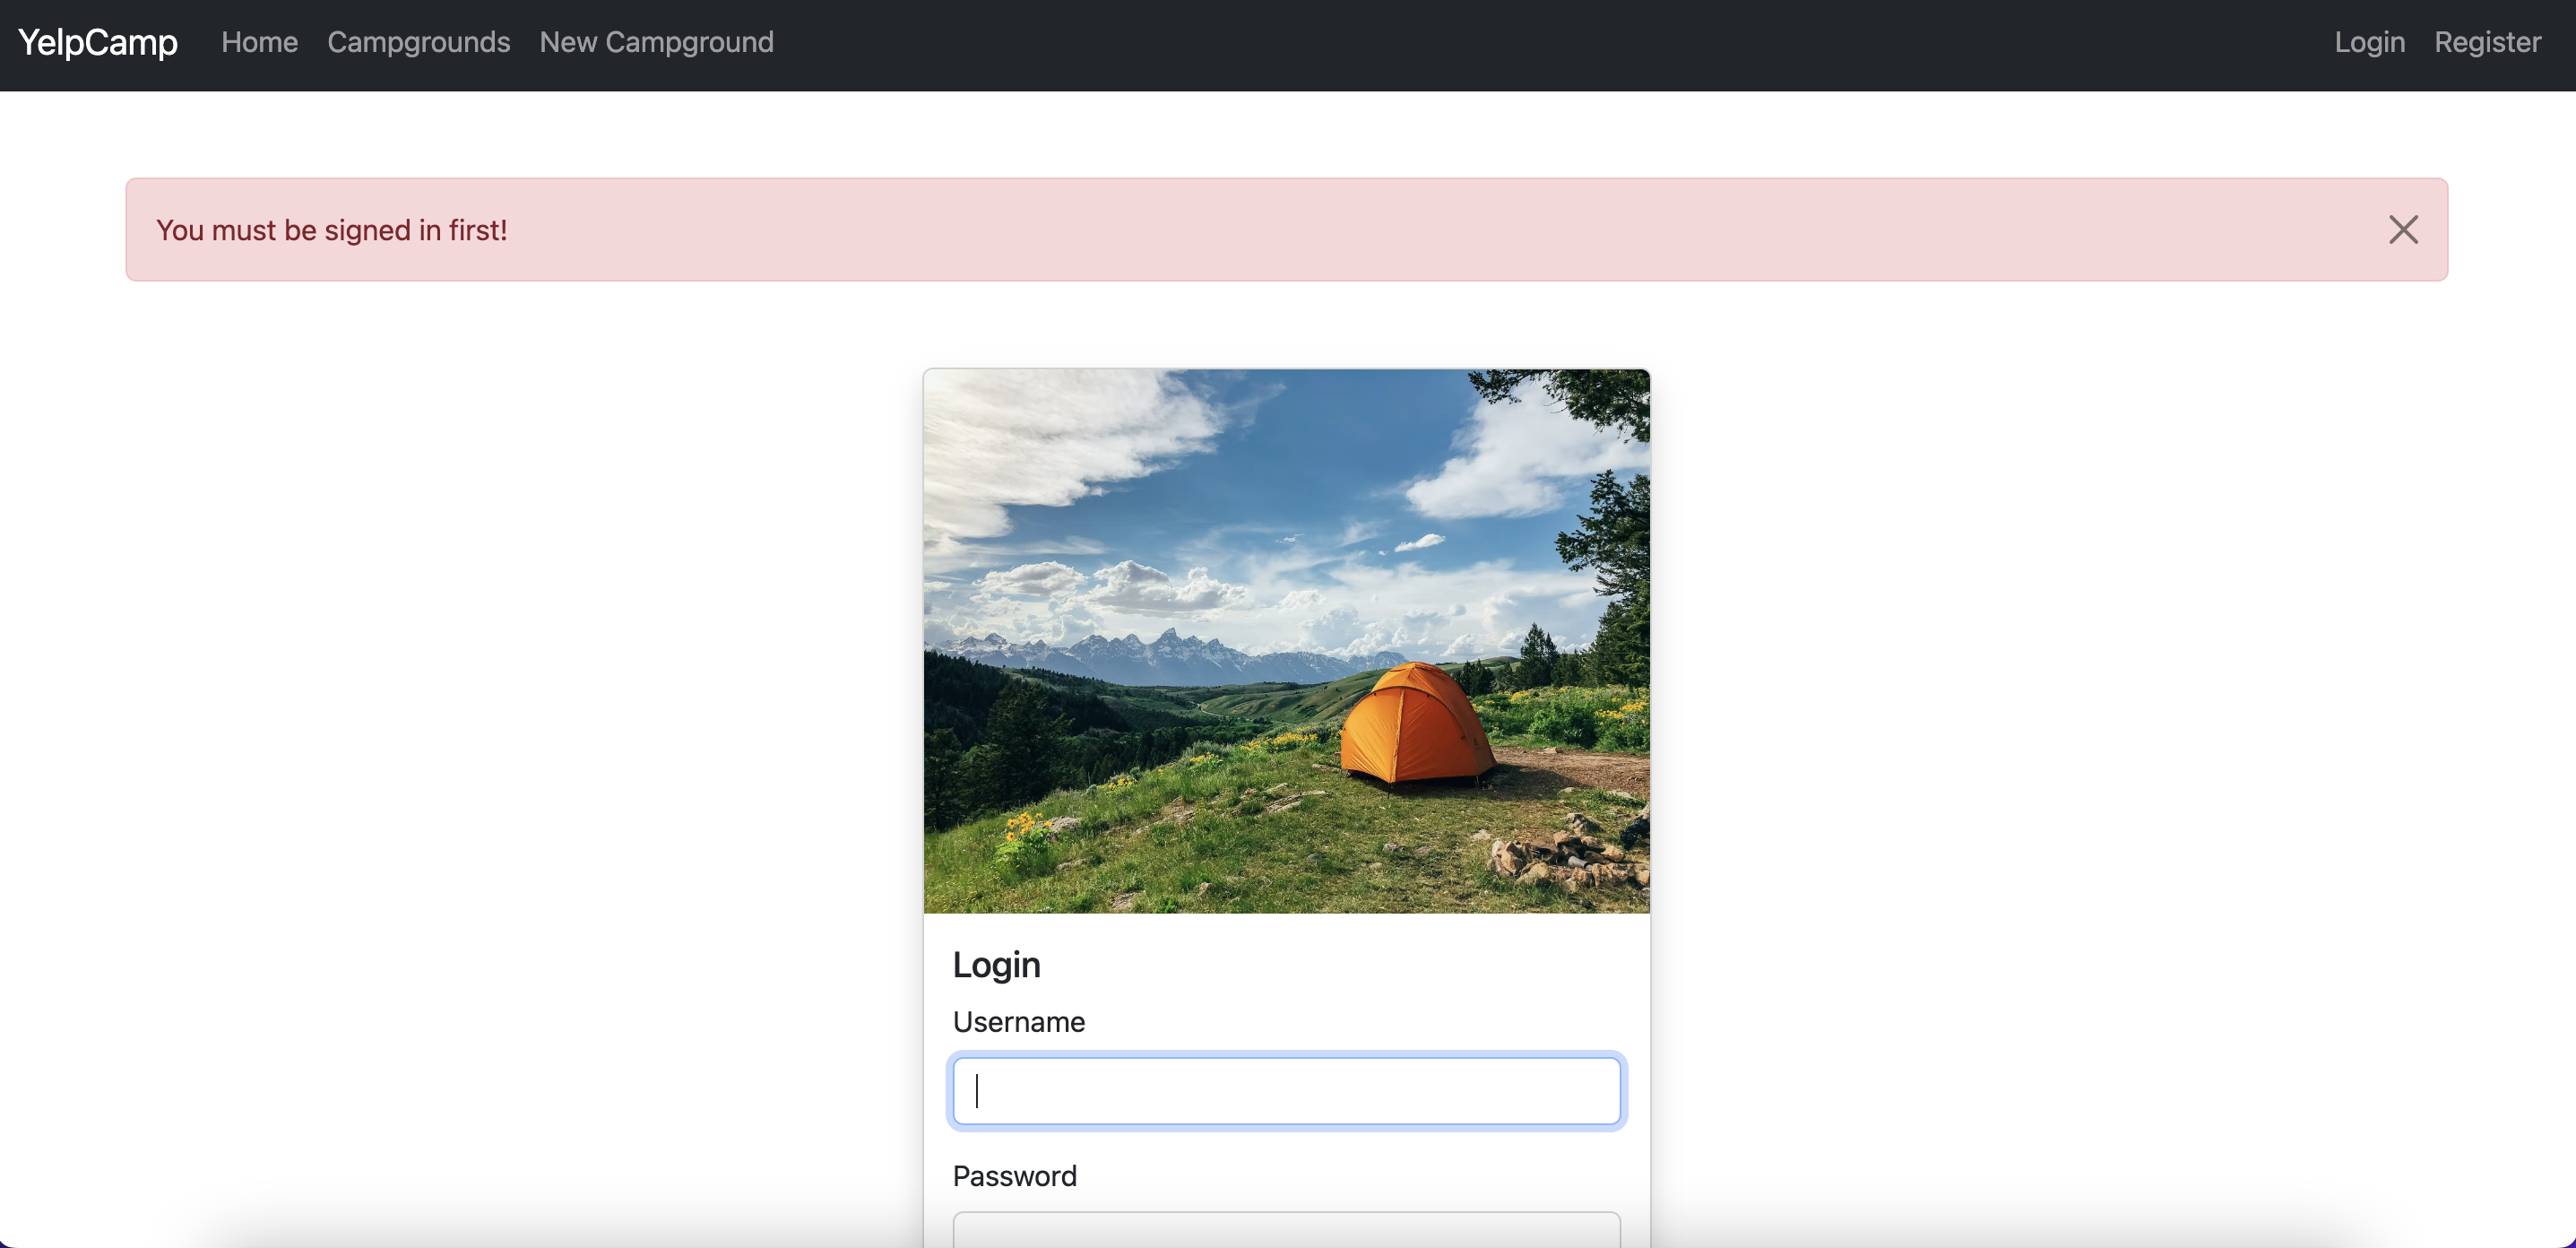 YelpCamp Home Campgrounds New Campground Login Register
You must be signed in first!
Login
Username
Password